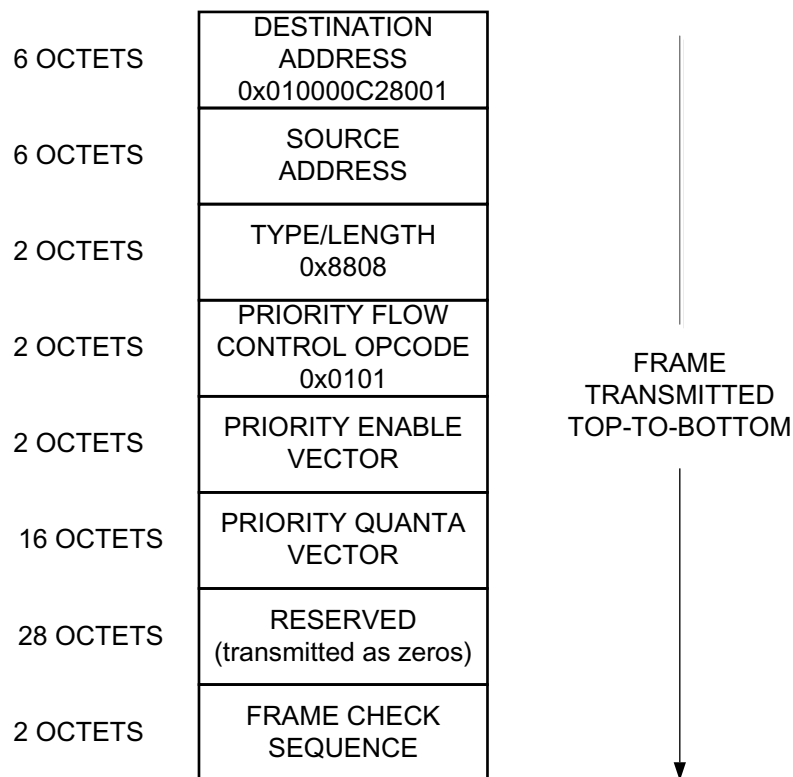 6 OCTETS
DESTINATION
ADDRESS
0x010000C28001
6 OCTETS
SOURCE
ADDRESS
2 OCTETS
TYPE/LENGTH
0x8808
2 OCTETS
PRIORITY FLOW
CONTROL OPCODE
0x0101
2 OCTETS
PRIORITY ENABLE
VECTOR
16 OCTETS
PRIORITY QUANTA
VECTOR
28 OCTETS
RESERVED
(transmitted as zeros)
2 OCTETS
FRAME CHECK
SEQUENCE
FRAME
TRANSMITTED
TOP-TO-BOTTOM